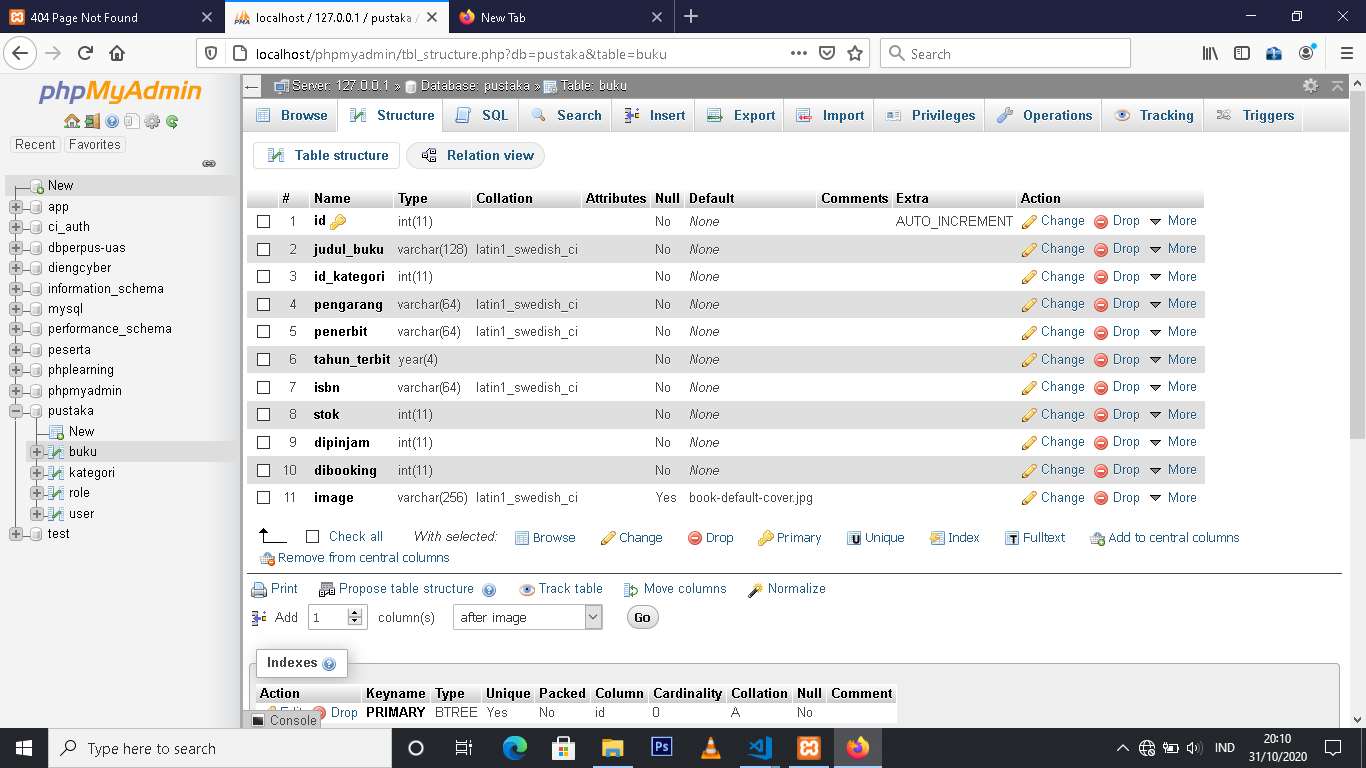 404 Page Not Found
localhost / 127.0.0.1 / pustaka /
New Tab
localhost/phpmyadmin/tbl_structure.php?db=pustaka&table=buku
Search
phpMyAdmin
Recent
Favorites
New
app
ci_auth
dbperpus-uas
diengcyber
information_schema
mysql
performance_schema
peserta
phplearning
phpmyadmin
pustaka
New
buku
kategori
role
user
test
Server: 127.0.0.1 » Database: pustaka » Table: buku
Browse Structure SQL Search Insert Export Import Privileges Operations Tracking Triggers
Table structure Relation view
# Name Type Collation Attributes Null Default Comments Extra Action
1 id int(11) No None AUTO_INCREMENT Change Drop More
2 judul_buku varchar(128) latin1_swedish_ci No None Change Drop More
3 id_kategori int(11) No None Change Drop More
4 pengarang varchar(64) latin1_swedish_ci No None Change Drop More
5 penerbit varchar(64) latin1_swedish_ci No None Change Drop More
6 tahun_terbit year(4) No None Change Drop More
7 isbn varchar(64) latin1_swedish_ci No None Change Drop More
8 stok int(11) No None Change Drop More
9 dipinjam int(11) No None Change Drop More
10 dibooking int(11) No None Change Drop More
11 image varchar(256) latin1_swedish_ci Yes book-default-cover.jpg Change Drop More
Check all With selected: Browse Change Drop Primary Unique Index Fulltext Add to central columns
Remove from central columns
Print Propose table structure Track table Move columns Normalize
Add 1 column(s) after image Go
Indexes
Action Keyname Type Unique Packed Column Cardinality Collation Null Comment
Edit Drop PRIMARY BTREE Yes No id 0 A No
Console
Type here to search
Ps
IND
20:10
31/10/2020